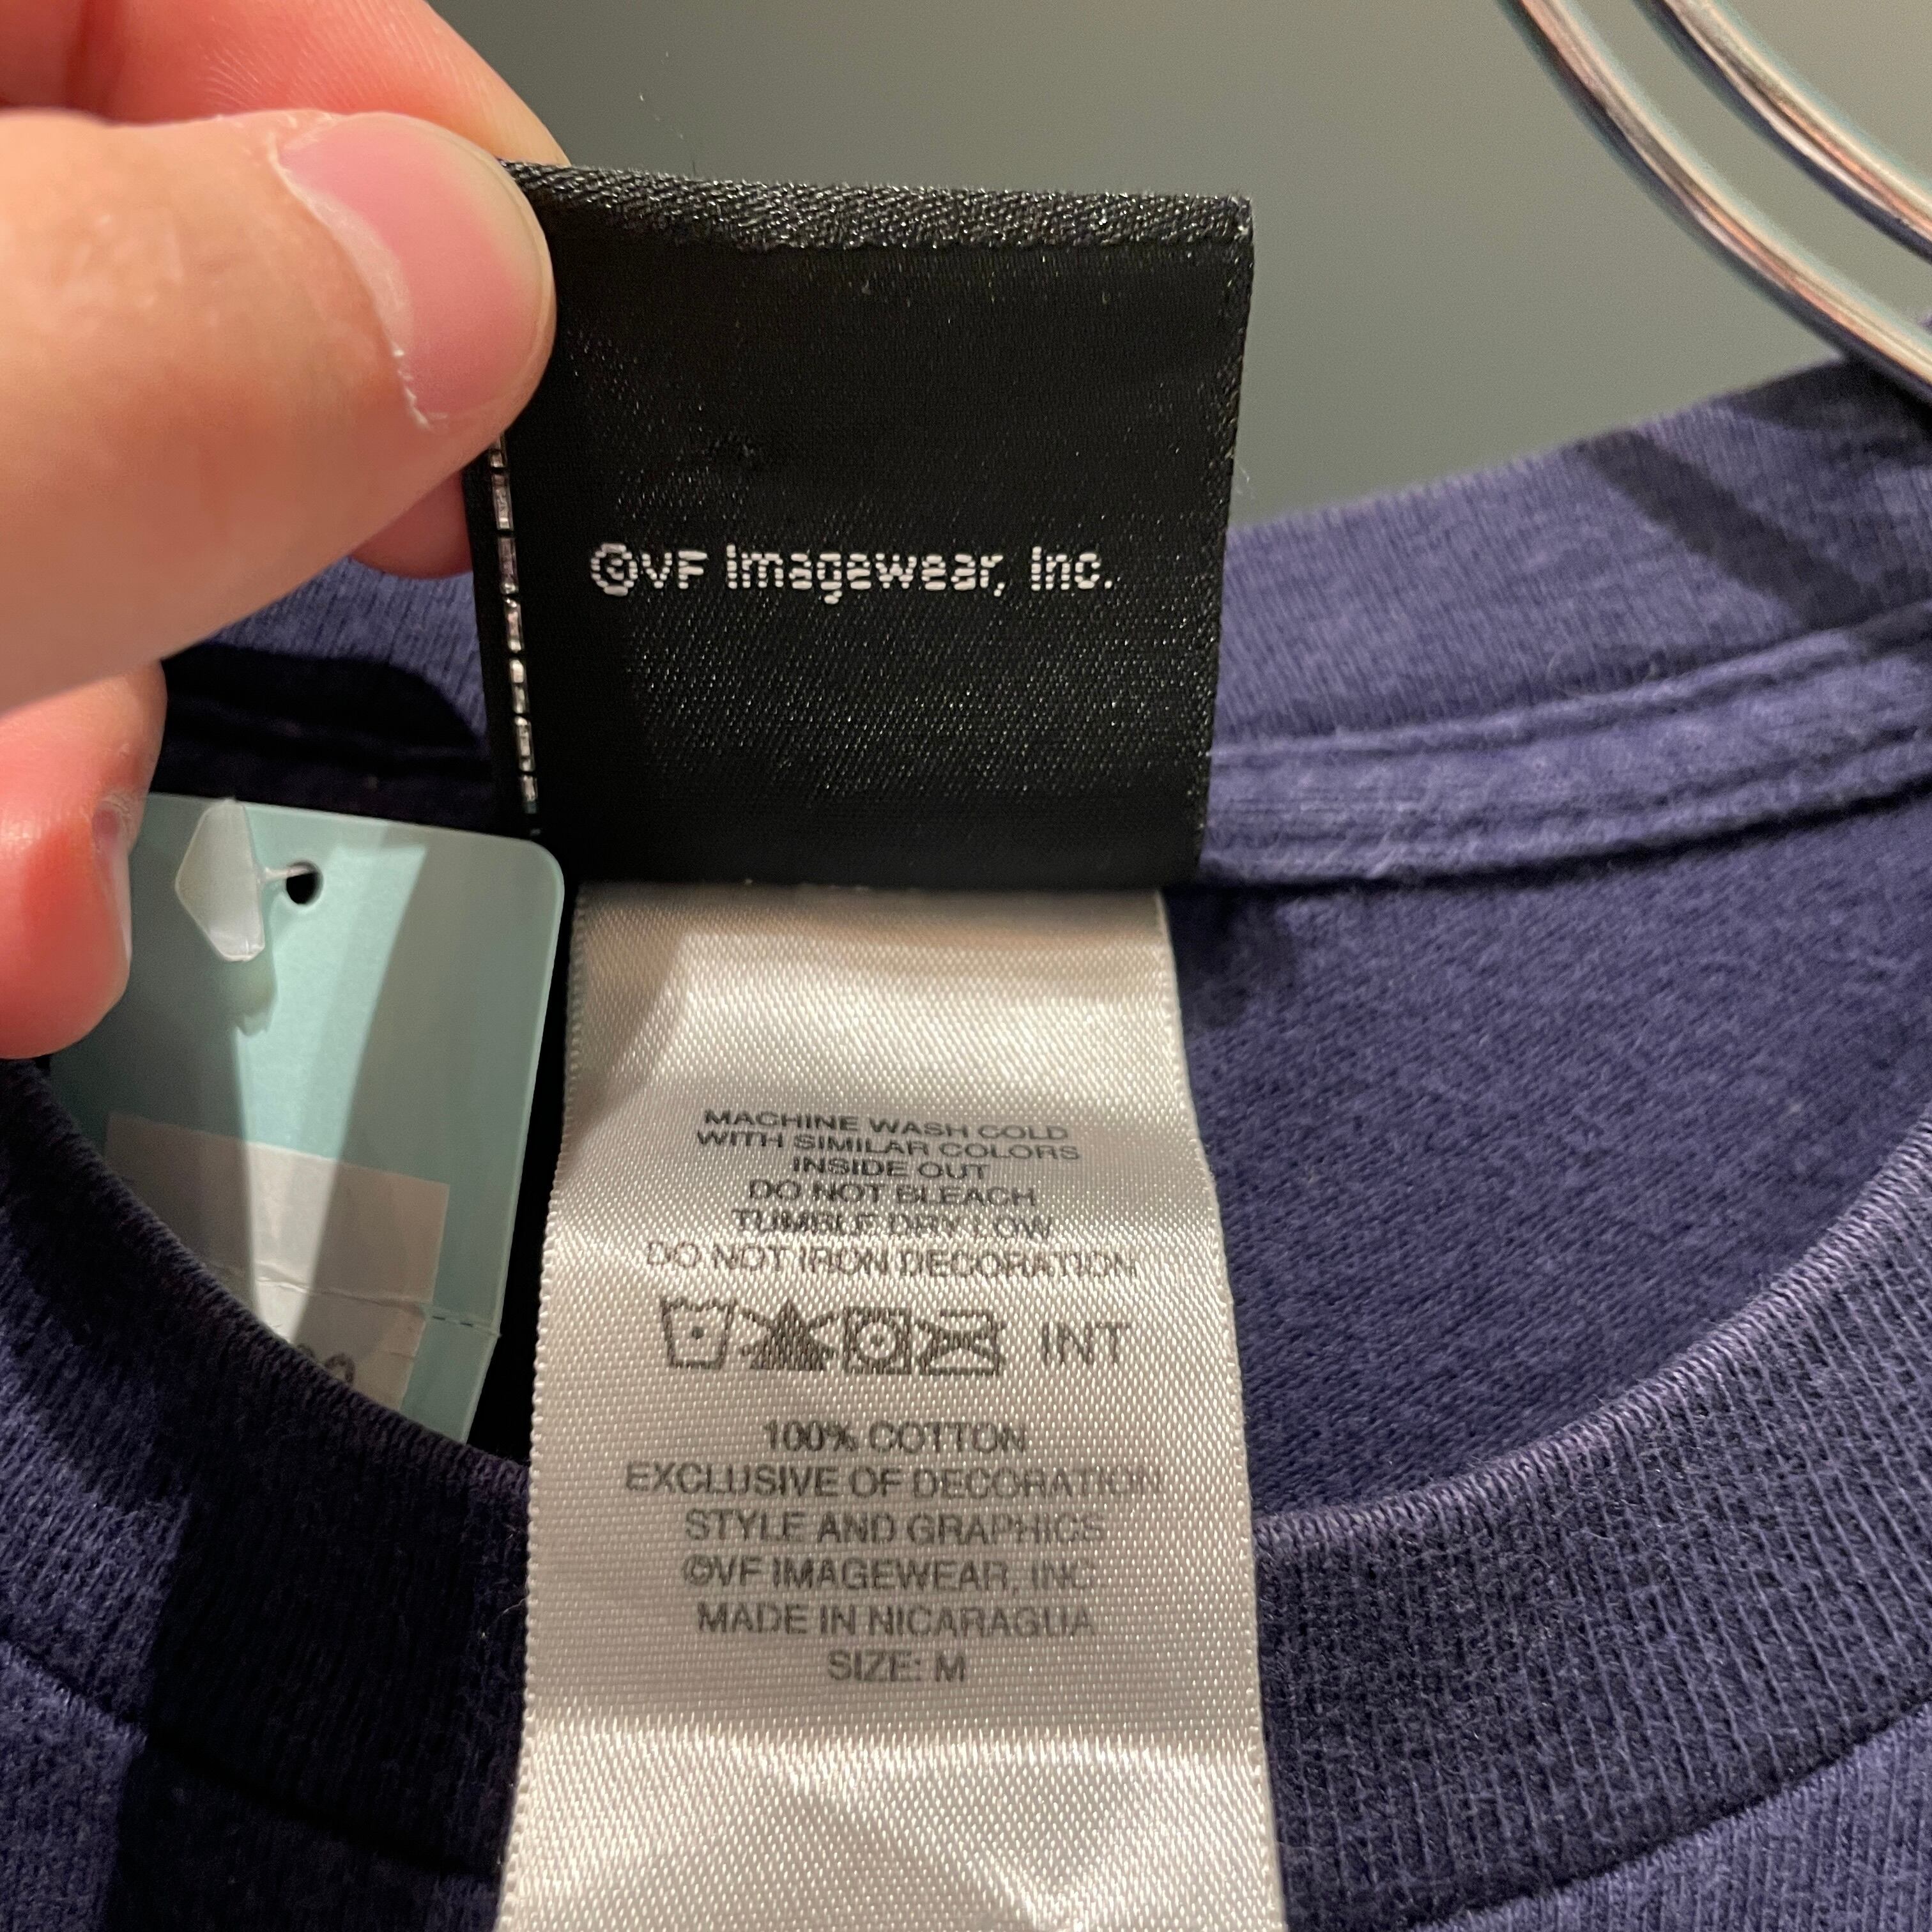 ©VF Imagewear, Inc.
MACHINE WASH COLD
WITH SIMILAR COLORS
INSIDE OUT
DO NOT BLEACH
TUMBLE DRY LOW
DO NOT IRON DECORATION
INT
100% COTTON
EXCLUSIVE OF DECORATION
STYLE AND GRAPHICS
©VF IMAGEWEAR, INC.
MADE IN NICARAGUA
SIZE: M